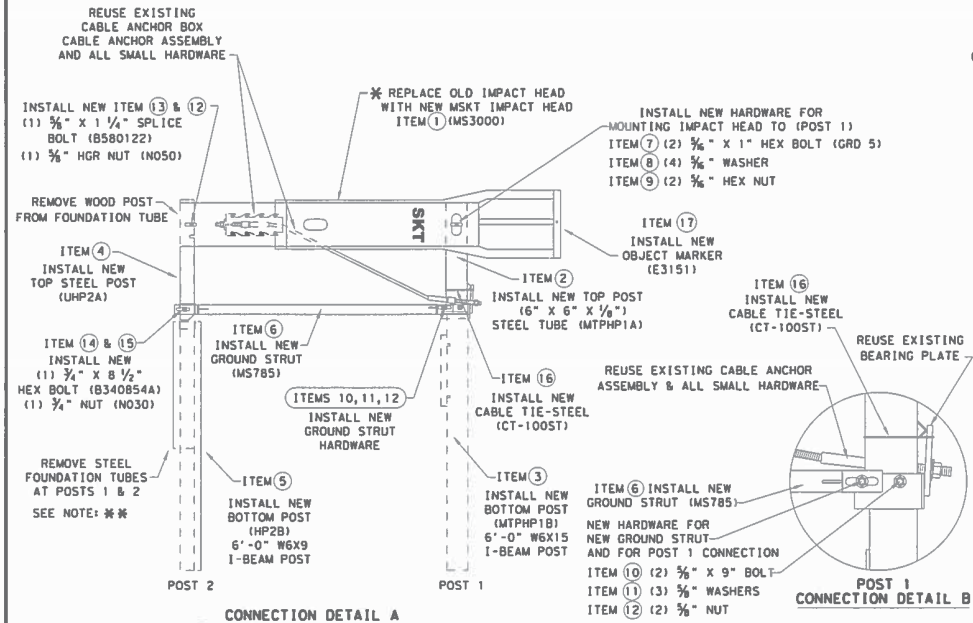 REUSE EXISTING
CABLE ANCHOR BOX
CABLE ANCHOR ASSEMBLY
AND ALL SMALL HARDWARE
INSTALL NEW ITEM 13 & 12
(1) ⅝" X 1 ¼" SPLICE
BOLT (B580122)
(1) ⅝" HGR NUT (N050)
* REPLACE OLD IMPACT HEAD
WITH NEW MSKT IMPACT HEAD
ITEM 1 (MS3000)
INSTALL NEW HARDWARE FOR
MOUNTING IMPACT HEAD TO (POST 1)
ITEM 7 (2) 5/16" X 1" HEX BOLT (GRD 5)
ITEM 8 (4) 5/16" WASHER
ITEM 9 (2) 5/16" HEX NUT
REMOVE WOOD POST
FROM FOUNDATION TUBE
SKT
ITEM 17
INSTALL NEW
OBJECT MARKER
(E3151)
ITEM 4
INSTALL NEW
TOP STEEL POST
(UHP2A)
ITEM 2
INSTALL NEW TOP POST
(6" X 6" X ⅛")
STEEL TUBE (MTPHP1A)
ITEM 16
INSTALL NEW
CABLE TIE-STEEL
(CT-100ST)
REUSE EXISTING
BEARING PLATE
ITEM 14 & 15
INSTALL NEW
(1) ¾" X 8 ½"
HEX BOLT (B340854A)
(1) ¾" NUT (N030)
ITEM 6
INSTALL NEW
GROUND STRUT
(MS785)
ITEMS 10,11,12
INSTALL NEW
GROUND STRUT
HARDWARE
ITEM 16
INSTALL NEW
CABLE TIE-STEEL
(CT-100ST)
REUSE EXISTING CABLE ANCHOR
ASSEMBLY & ALL SMALL HARDWARE
REMOVE STEEL
FOUNDATION TUBES
AT POSTS 1 & 2
SEE NOTE: **
ITEM 5
INSTALL NEW
BOTTOM POST
(HP2B)
6'-0" W6X9
I-BEAM POST
ITEM 3
INSTALL NEW
BOTTOM POST
(MTPHP1B)
6'-0" W6X15
I-BEAM POST
ITEM 6 INSTALL NEW
GROUND STRUT (MS785)
NEW HARDWARE FOR
NEW GROUND STRUT
AND FOR POST 1 CONNECTION
ITEM 10 (2) ⅝" X 9" BOLT
ITEM 11 (3) ⅝" WASHERS
ITEM 12 (2) ⅝" NUT
POST 2
POST 1
CONNECTION DETAIL A
POST 1
CONNECTION DETAIL B